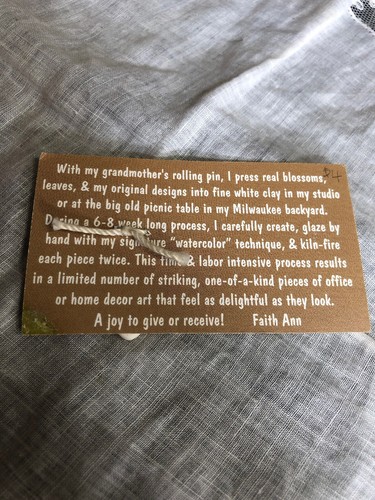 With my grandmother's rolling pin, I press real blossoms, 24
leaves, & my original designs into fine white clay in my studio
or at the big old picnic table in my Milwaukee backyard.
During a 6-8 week long process, I carefully create, glaze by
hand with my signature "watercolor" technique, & kiln-fire
each piece twice. This time & labor intensive process results
in a limited number of striking, one-of-a-kind pieces of office
or home decor art that feel as delightful as they look.
A joy to give or receive! Faith Ann